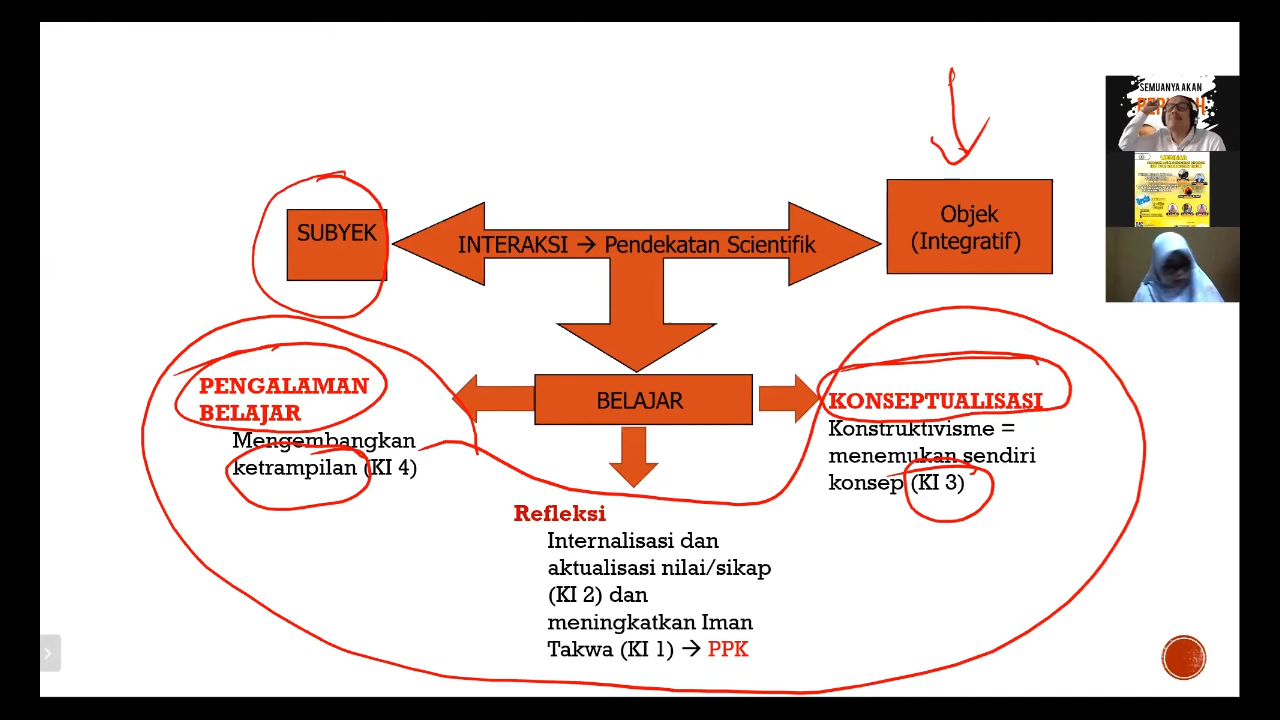 SEMUANYA AKAN
SUBYEK
INTERAKSI → Pendekatan Scientifik
Objek
(Integratif)
PENGALAMAN
BELAJAR
Mengembangkan
ketrampilan (KI 4)
BELAJAR
KONSEPTUALISASI
Konstruktivisme =
menemukan sendiri
konsep (KI 3)
Refleksi
Internalisasi dan
aktualisasi nilai/sikap
(KI 2) dan
meningkatkan Iman
Takwa (KI 1) → PPK